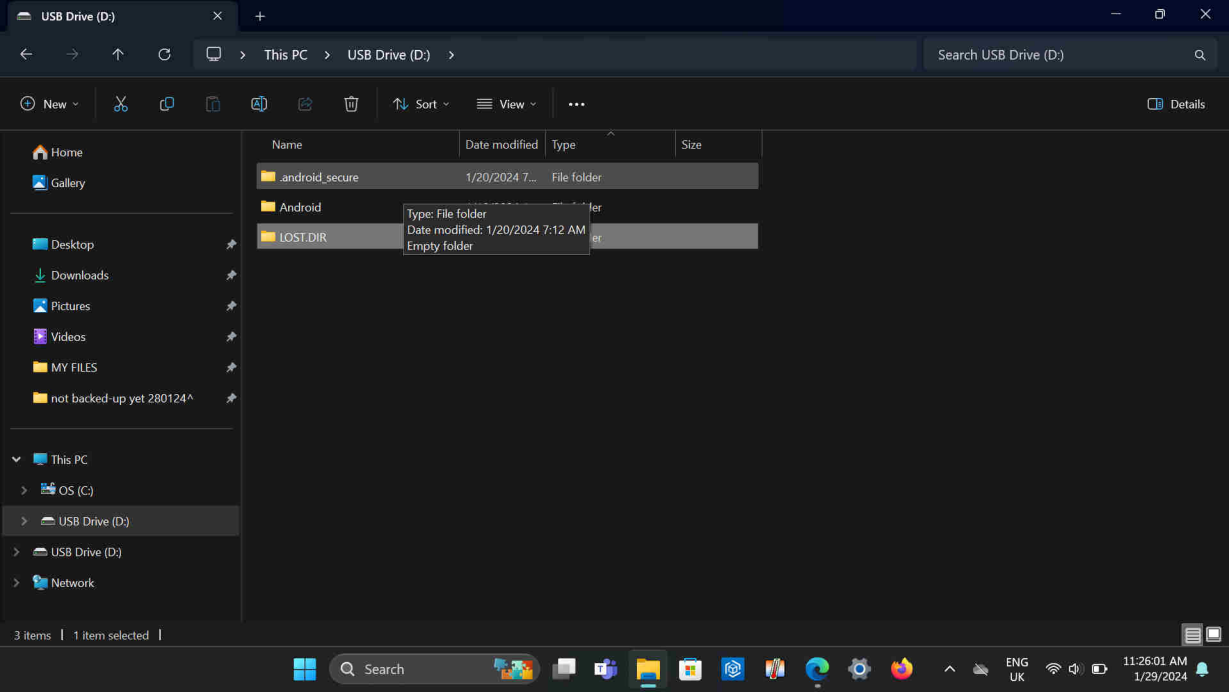 USB Drive (D:)
This PC > USB Drive (D:) >
Search USB Drive (D:)
New
Sort
View
Details
Name
Date modified
Type
Size
Home
Gallery
Desktop
Downloads
Pictures
Videos
MY FILES
not backed-up yet 280124^
This PC
OS (C:)
USB Drive (D:)
USB Drive (D:)
Network
.android_secure 1/20/2024 7... File folder
Android
LOST.DIR
Type: File folder
Date modified: 1/20/2024 7:12 AM
Empty folder
3 items
1 item selected
Search
ENG
UK
11:26:01 AM
1/29/2024